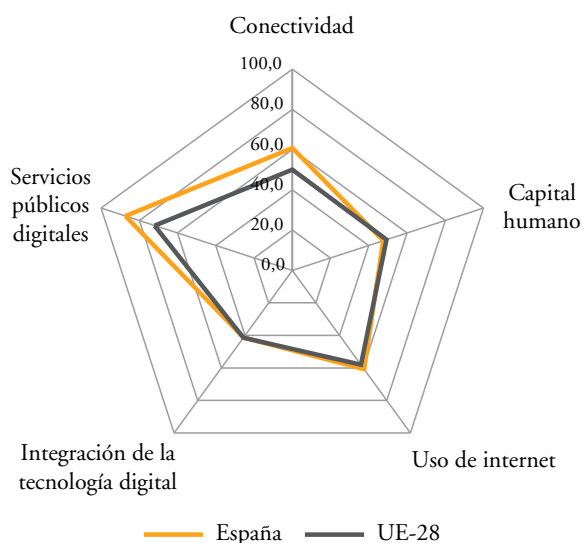 Conectividad
100,0
80,0
60,0
40,0
20,0
0,0
Capital
humano
Uso de internet
Integración de la
tecnología digital
Servicios
públicos
digitales
España
UE-28